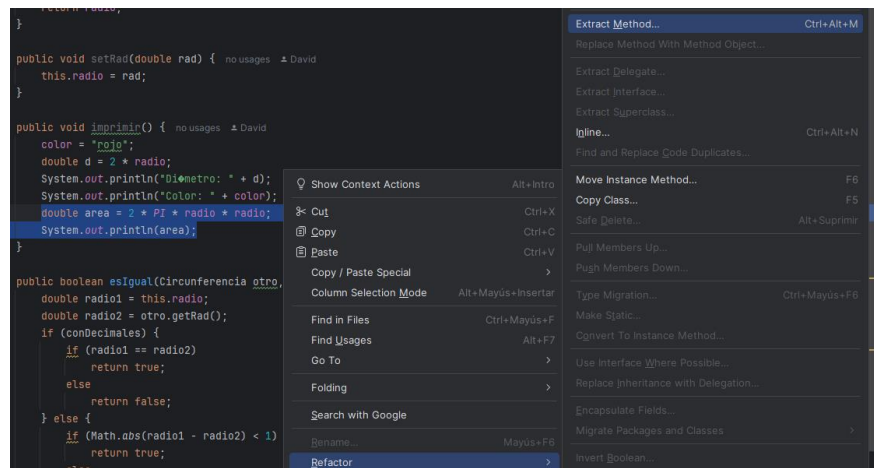 return radio;
}
public void setRad(double rad) { no usages David
this.radio = rad;
}
public void imprimir() { no usages David
color = "rojo";
double d = 2 * radio;
System.out.println("Di�metro: " + d);
System.out.println("Color: " + color);
double area = 2 * PI * radio * radio;
System.out.println(area);
}
public boolean esIgual(Circunferencia otro,
double radio1 = this.radio;
double radio2 = otro.getRad();
if (conDecimales) {
if (radio1 == radio2)
return true;
else
return false;
} else {
if (Math.abs(radio1 - radio2) < 1)
return true;
else
Show Context Actions Alt+Intro
Cut Ctrl+X
Copy Ctrl+C
Paste Ctrl+V
Copy / Paste Special >
Column Selection Mode Alt+Mayús+Insertar
Find in Files Ctrl+Mayús+F
Find Usages Alt+F7
Go To >
Folding >
Search with Google
Rename... Mayús+F6
Refactor >
Extract Method... Ctrl+Alt+M
Replace Method With Method Object...
Extract Delegate...
Extract Interface...
Extract Superclass...
Inline... Ctrl+Alt+N
Find and Replace Code Duplicates...
Move Instance Method... F6
Copy Class... F5
Safe Delete... Alt+Suprimir
Pull Members Up...
Push Members Down...
Type Migration... Ctrl+Mayús+F6
Make Static...
Convert To Instance Method...
Use Interface Where Possible...
Replace Inheritance with Delegation...
Encapsulate Fields...
Migrate Packages and Classes >
Invert Boolean...